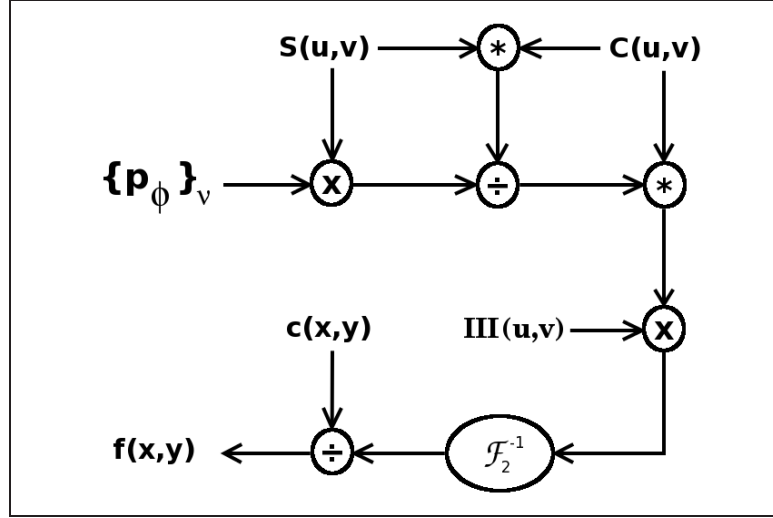 S(u,v) * C(u,v)
{p_ϕ}_ν x ÷ *
c(x,y) III(u,v) x
f(x,y) ÷ ℱ₂⁻¹